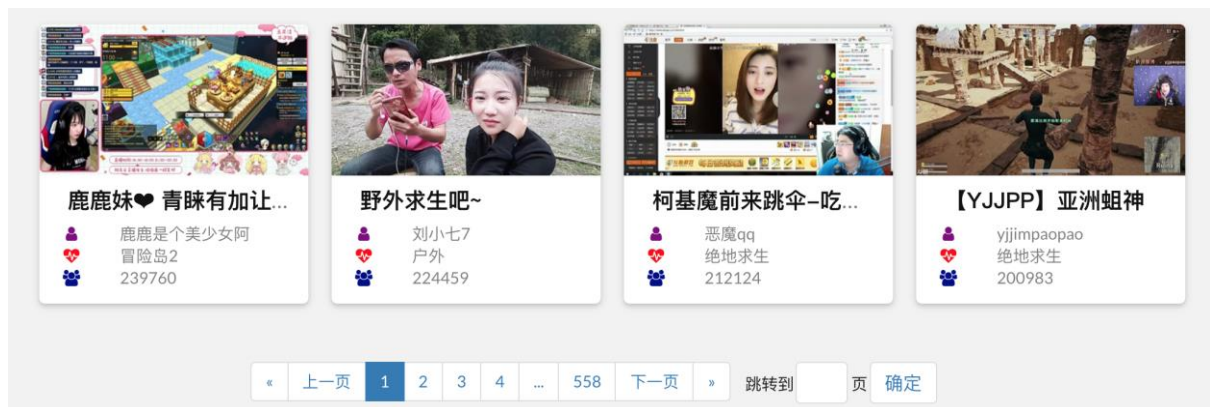 鹿鹿妹❤ 青睐有加让...
鹿鹿是个美少女阿
冒险岛2
239760
野外求生吧~
刘小七7
户外
224459
柯基魔前来跳伞–吃...
恶魔qq
绝地求生
212124
【YJJPP】亚洲蛆神
yjjimpaopao
绝地求生
200983
« 上一页 1 2 3 4 ... 558 下一页 » 跳转到 页 确定